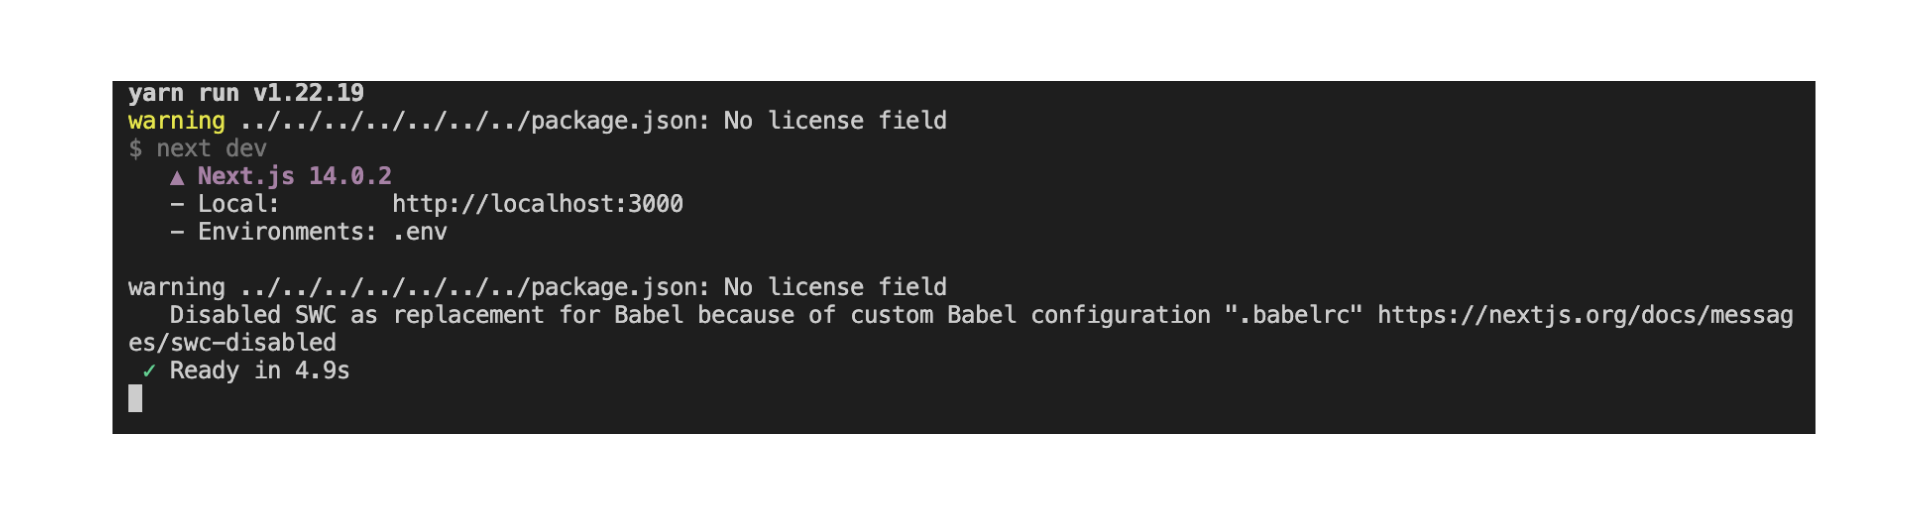 yarn run v1.22.19
warning ../../../../../../../package.json: No license field
$ next dev
▲ Next.js 14.0.2
- Local: http://localhost:3000
- Environments: .env
warning ../../../../../../../package.json: No license field
Disabled SWC as replacement for Babel because of custom Babel configuration ".babelrc" https://nextjs.org/docs/messag
es/swc-disabled
✓ Ready in 4.9s